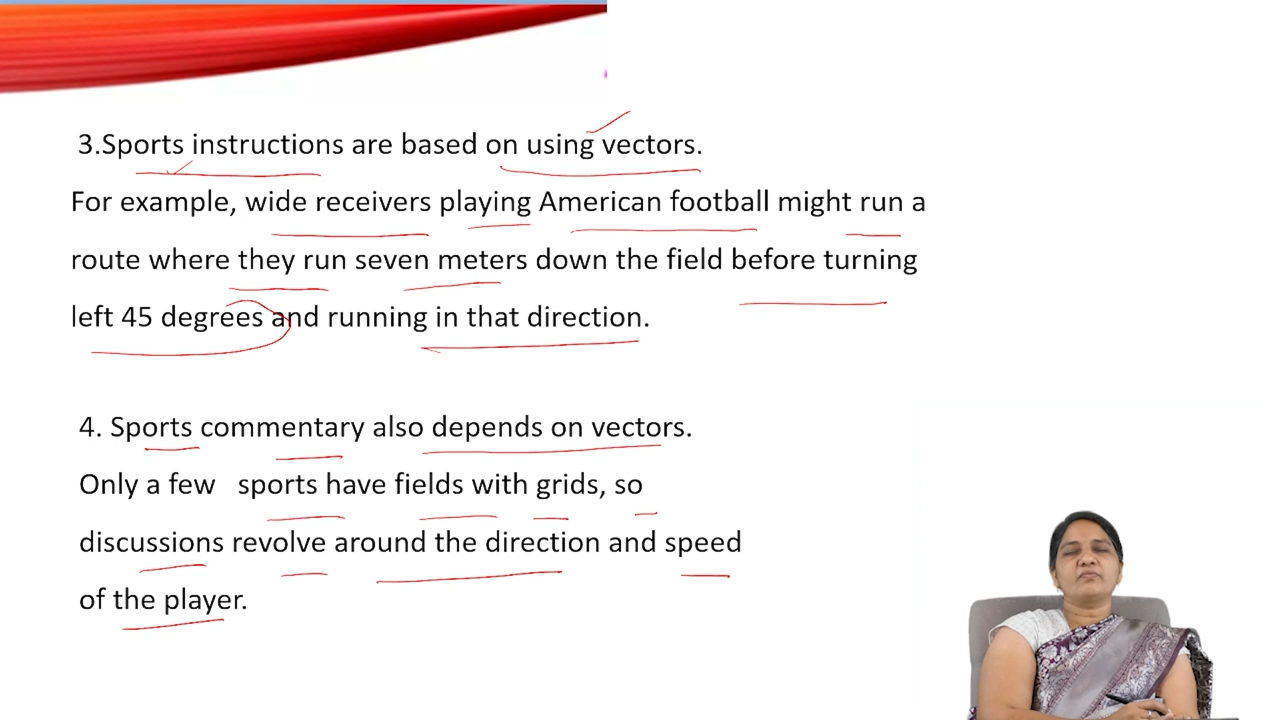 3.Sports instructions are based on using vectors.
For example, wide receivers playing American football might run a
route where they run seven meters down the field before turning
left 45 degrees and running in that direction.
4. Sports commentary also depends on vectors.
Only a few sports have fields with grids, so
discussions revolve around the direction and speed
of the player.